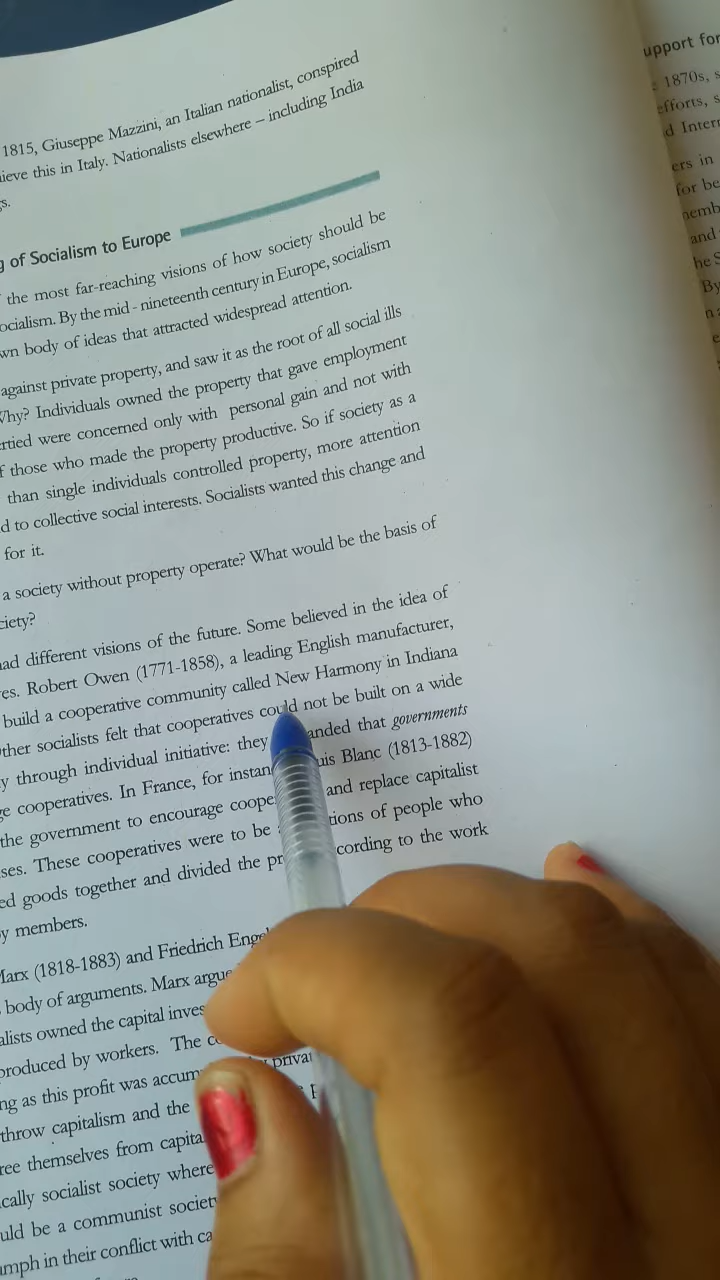 1815, Giuseppe Mazzini, an Italian nationalist, conspired
ieve this in Italy. Nationalists elsewhere – including India
s.
g of Socialism to Europe
the most far-reaching visions of how society should be
ocialism. By the mid - nineteenth century in Europe, socialism
wn body of ideas that attracted widespread attention.
against private property, and saw it as the root of all social ills
Why? Individuals owned the property that gave employment
rtied were concerned only with personal gain and not with
f those who made the property productive. So if society as a
than single individuals controlled property, more attention
d to collective social interests. Socialists wanted this change and
for it.
a society without property operate? What would be the basis of
iety?
had different visions of the future. Some believed in the idea of
es. Robert Owen (1771-1858), a leading English manufacturer,
build a cooperative community called New Harmony in Indiana
ther socialists felt that cooperatives could not be built on a wide
y through individual initiative: they anded that governments
ge cooperatives. In France, for instan uis Blanc (1813-1882)
the government to encourage coope and replace capitalist
ses. These cooperatives were to be tions of people who
ed goods together and divided the pr cording to the work
y members.
Marx (1818-1883) and Friedrich Enge
body of arguments. Marx argue
alists owned the capital inves
produced by workers. The c
ng as this profit was accum y privat
throw capitalism and the
ree themselves from capita
cally socialist society where
uld be a communist societ
umph in their conflict with ca
upport for
1870s, s
efforts, s
d Intern
ers in
for be
memb
and
he S
By
n